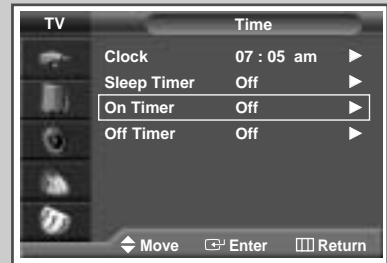 TV Time
Clock 07 : 05 am
Sleep Timer Off
On Timer Off
Off Timer Off
Move Enter Return